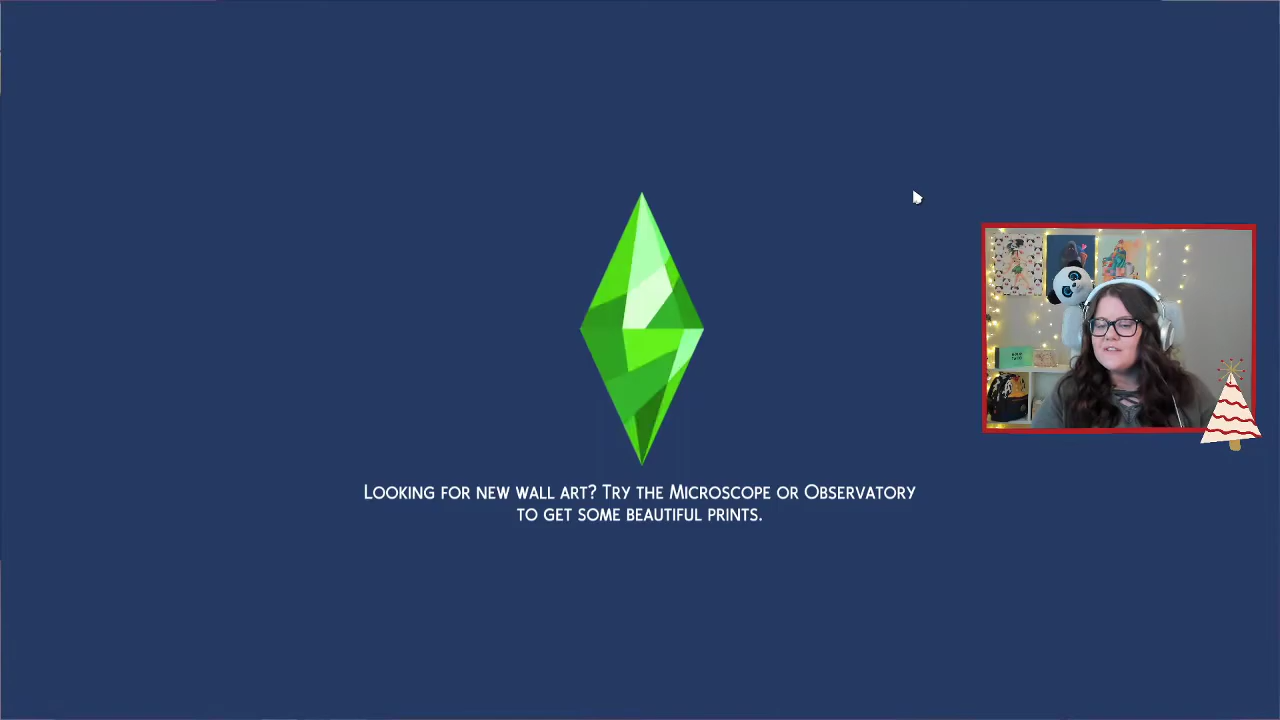 Looking for new wall art? Try the Microscope or Observatory
to get some beautiful prints.